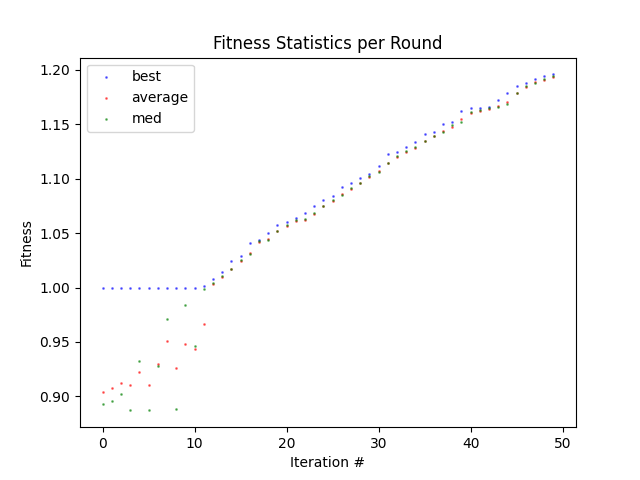 Fitness Statistics per Round
best
average
med
Fitness
1.20
1.15
1.10
1.05
1.00
0.95
0.90
0
10
20
30
40
50
Iteration #